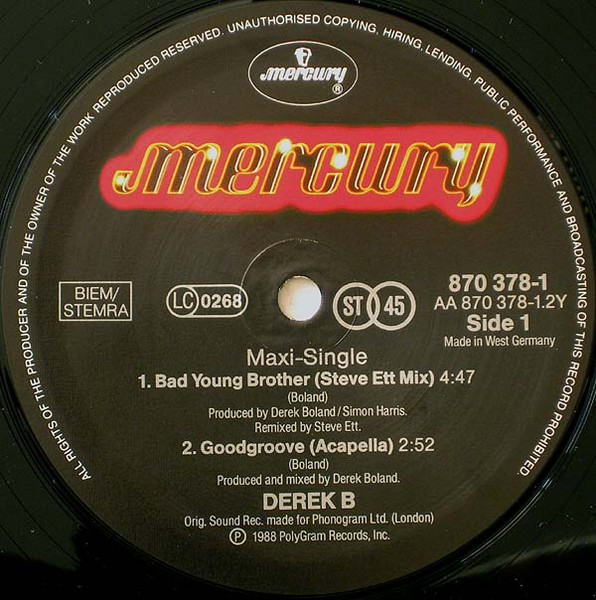 ALL RIGHTS OF THE PRODUCER AND OF THE OWNER OF THE WORK REPRODUCED RESERVED. UNAUTHORISED COPYING, HIRING, LENDING, PUBLIC PERFORMANCE AND BROADCASTING OF THIS RECORD PROHIBITED
mercury ®
mercury
BIEM/
STEMRA
LC 0268
ST 45
870 378-1
AA 870 378-1.2Y
Side 1
Made in West Germany
Maxi-Single
1. Bad Young Brother (Steve Ett Mix) 4:47
(Boland)
Produced by Derek Boland/Simon Harris.
Remixed by Steve Ett.
2. Goodgroove (Acapella) 2:52
(Boland)
Produced and mixed by Derek Boland.
DEREK B
Orig. Sound Rec. made for Phonogram Ltd. (London)
℗ 1988 PolyGram Records, Inc.